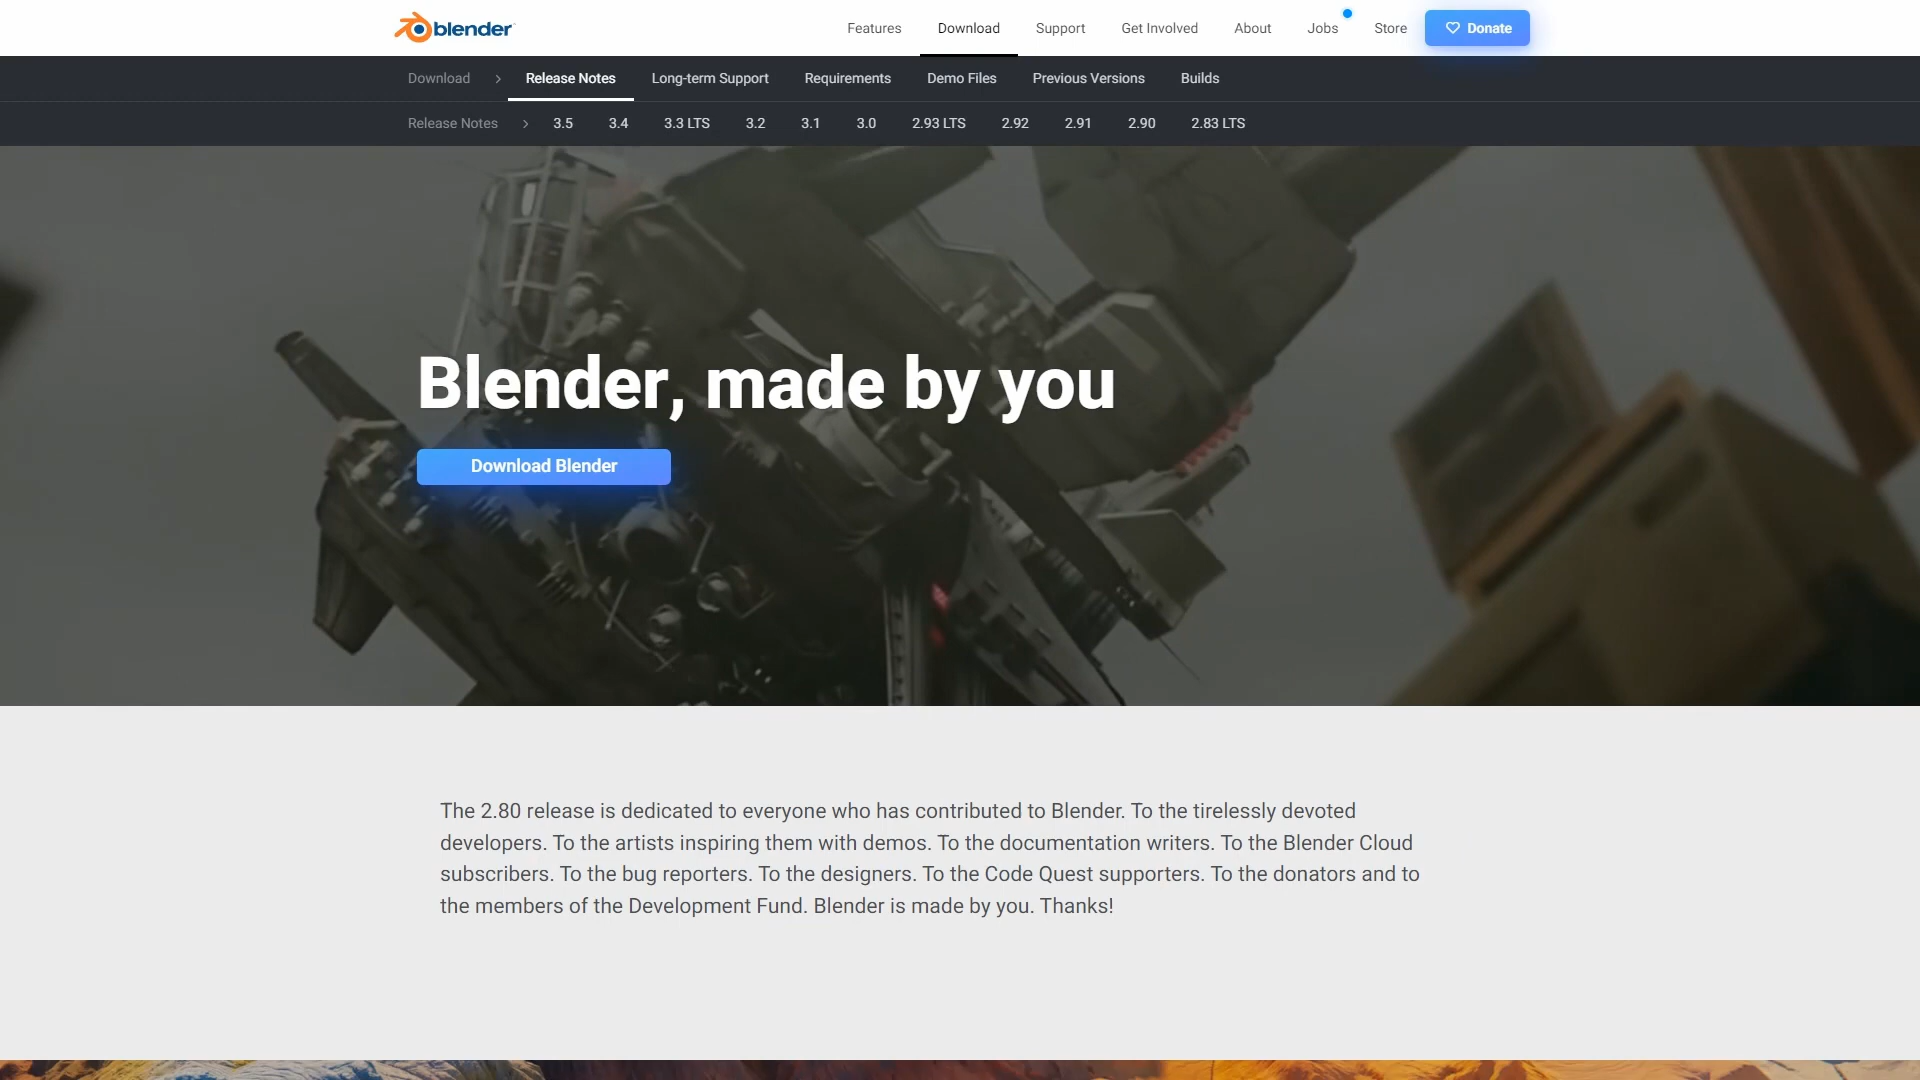 blender
Features Download Support Get Involved About Jobs Store Donate
Download Release Notes Long-term Support Requirements Demo Files Previous Versions Builds
Release Notes 3.5 3.4 3.3 LTS 3.2 3.1 3.0 2.93 LTS 2.92 2.91 2.90 2.83 LTS
Blender, made by you
Download Blender
The 2.80 release is dedicated to everyone who has contributed to Blender. To the tirelessly devoted
developers. To the artists inspiring them with demos. To the documentation writers. To the Blender Cloud
subscribers. To the bug reporters. To the designers. To the Code Quest supporters. To the donators and to
the members of the Development Fund. Blender is made by you. Thanks!